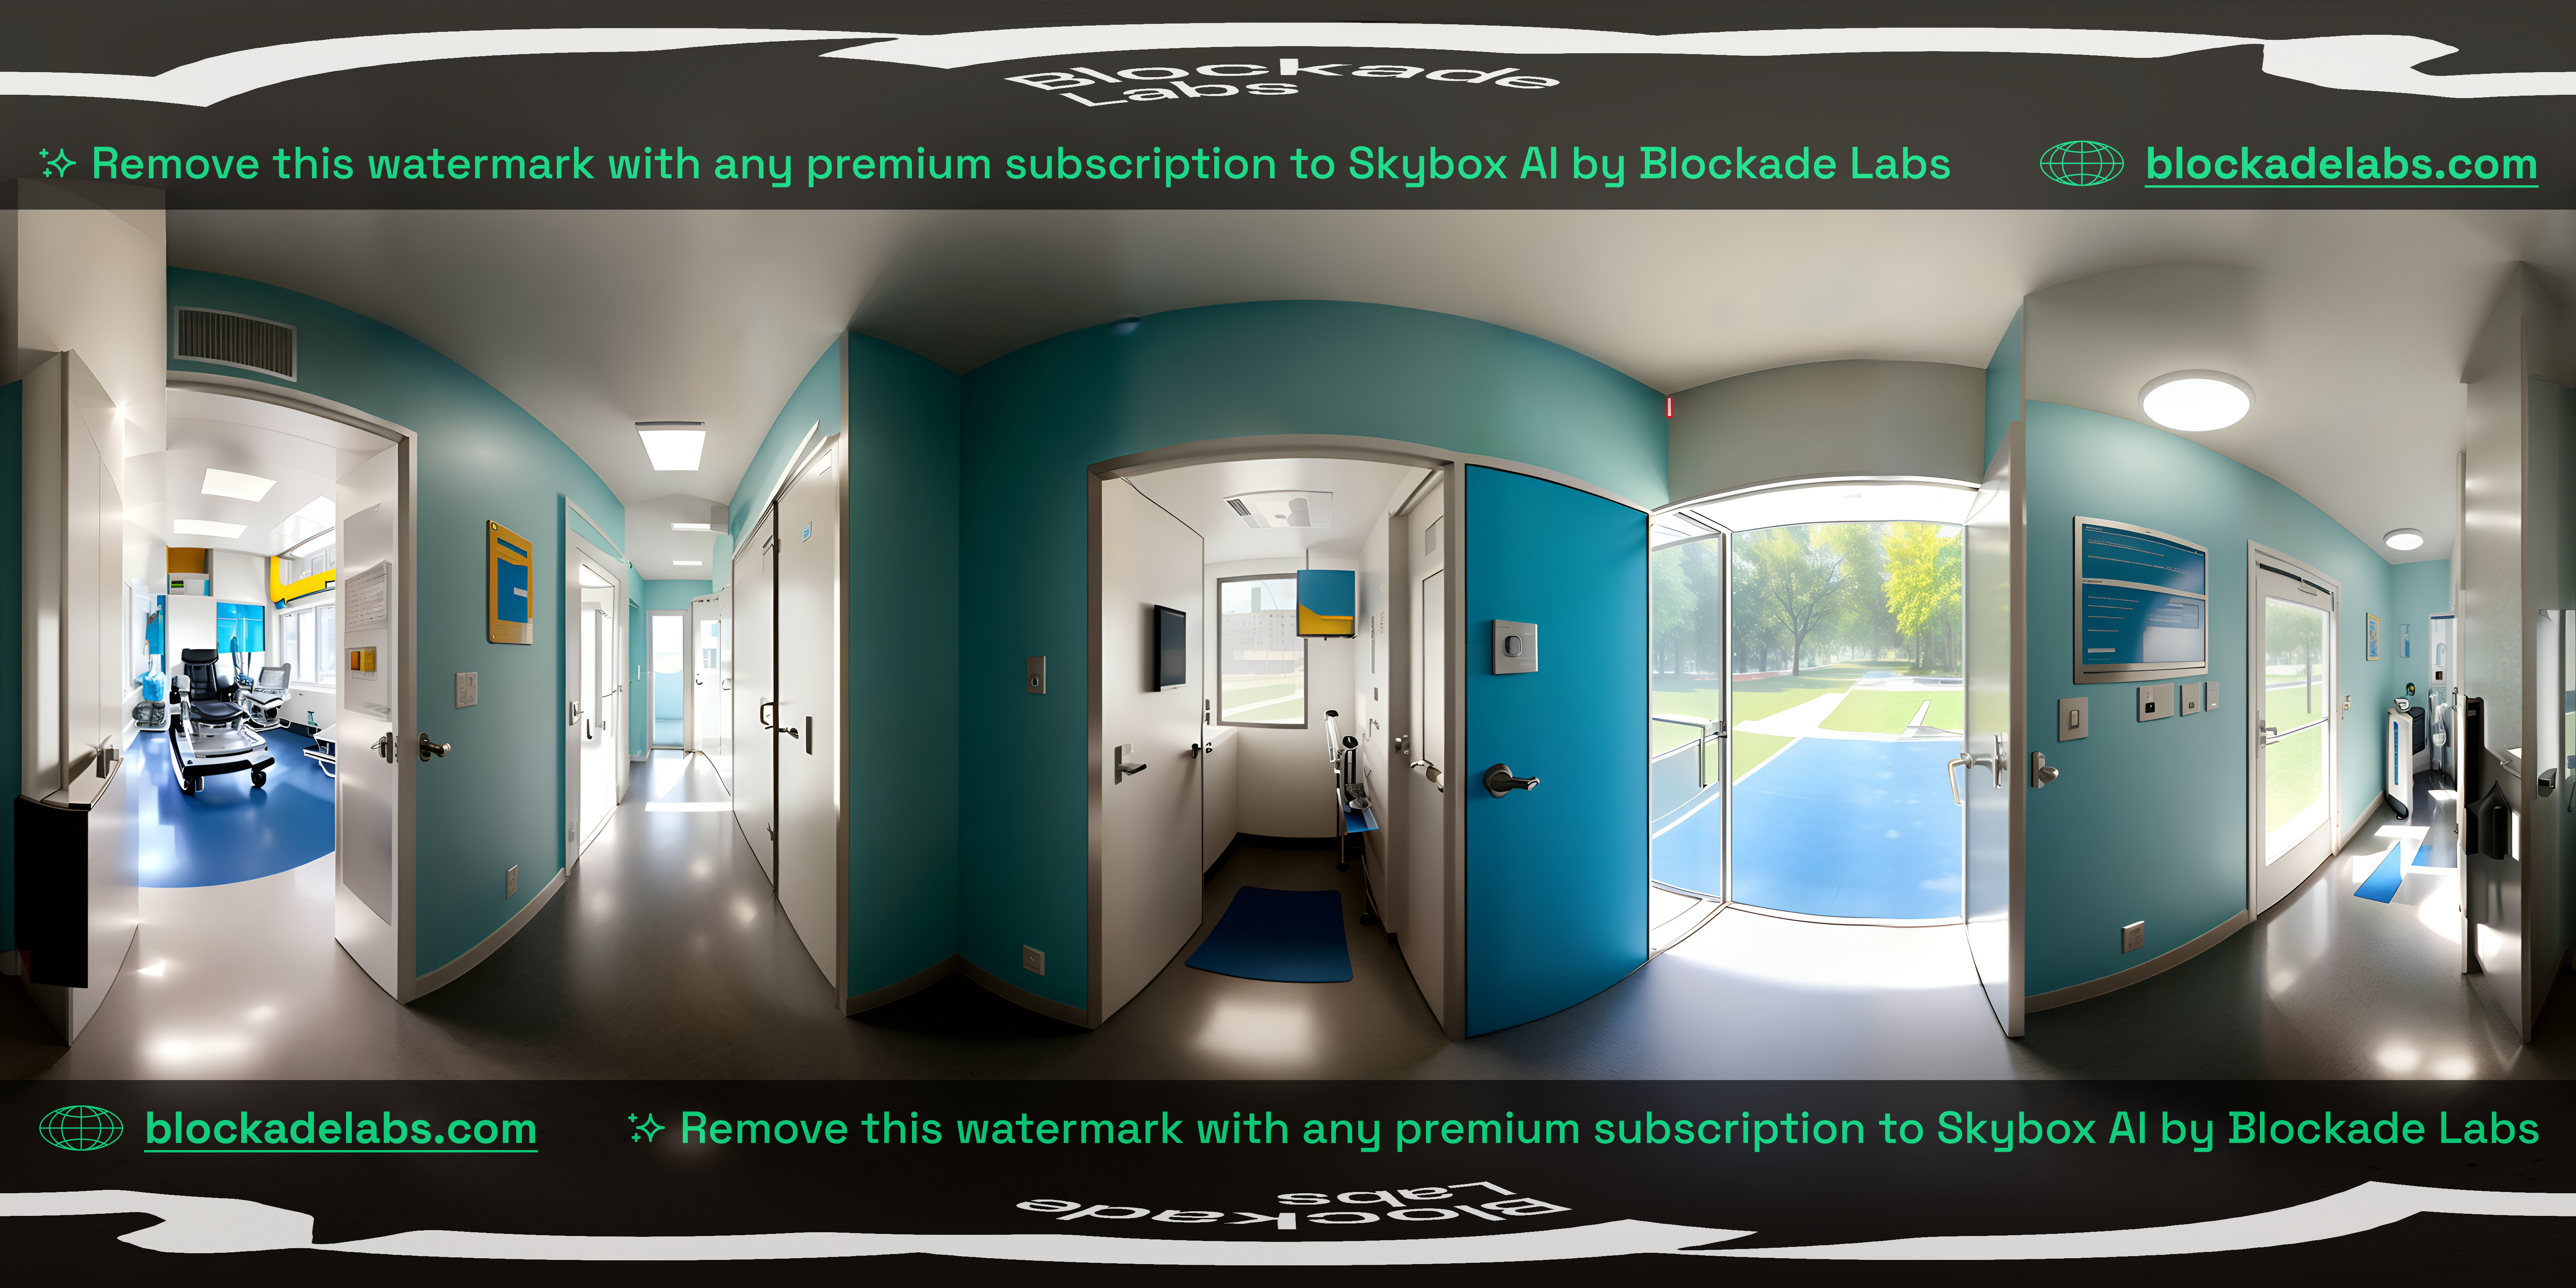 Blockade
Labs
Remove this watermark with any premium subscription to Skybox AI by Blockade Labs
blockadelabs.com
blockadelabs.com
Remove this watermark with any premium subscription to Skybox AI by Blockade Labs
Blockade
Labs